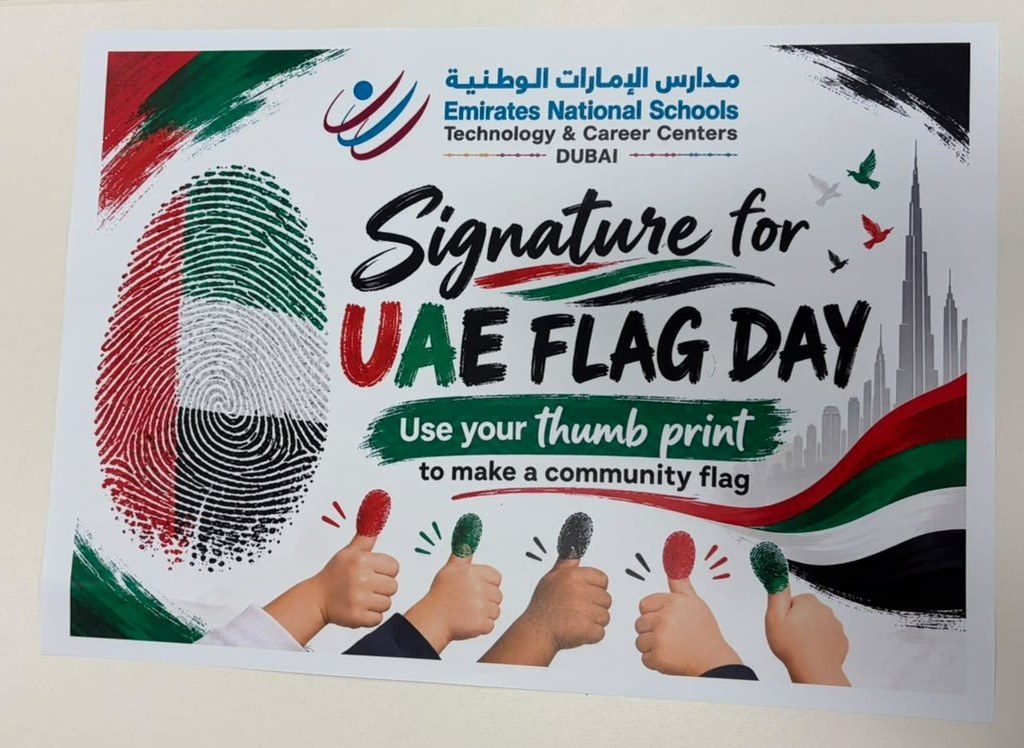 مدارس الإمارات الوطنية
Emirates National Schools
Technology & Career Centers
DUBAI
Signature for
UAE FLAG DAY
Use your thumb print
to make a community flag